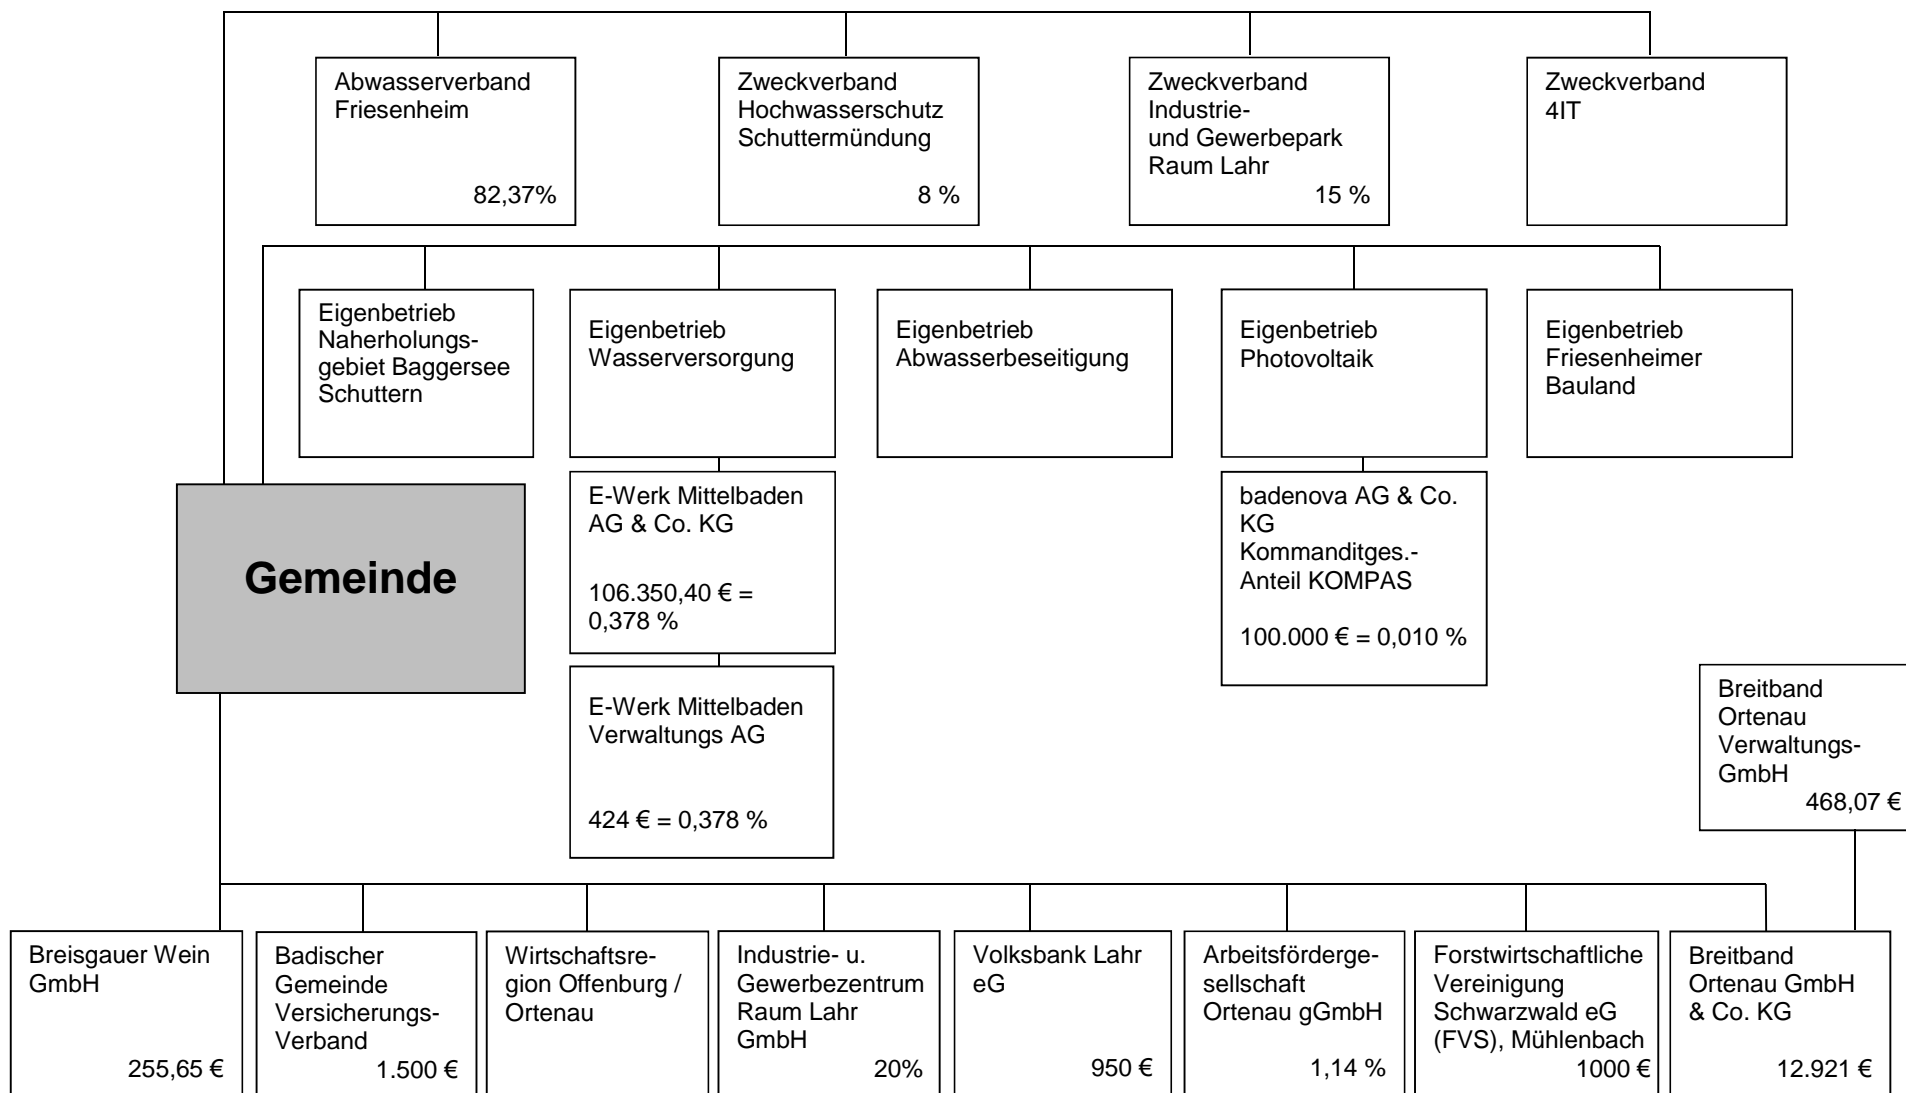 Abwasserverband
Friesenheim
82,37%
Zweckverband
Hochwasserschutz
Schuttermündung
8 %
Zweckverband
Industrie-
und Gewerbepark
Raum Lahr
15 %
Zweckverband
4IT
Eigenbetrieb
Naherholungs-
gebiet Baggersee
Schuttern
Eigenbetrieb
Wasserversorgung
Eigenbetrieb
Abwasserbeseitigung
Eigenbetrieb
Photovoltaik
Eigenbetrieb
Friesenheimer
Bauland
Gemeinde
E-Werk Mittelbaden
AG & Co. KG
106.350,40 € =
0,378 %
badenova AG & Co.
KG
Kommanditges.-
Anteil KOMPAS
100.000 € = 0,010 %
E-Werk Mittelbaden
Verwaltungs AG
424 € = 0,378 %
Breitband
Ortenau
Verwaltungs-
GmbH
468,07 €
Breisgauer Wein
GmbH
255,65 €
Badischer
Gemeinde
Versicherungs-
Verband
1.500 €
Wirtschaftsre-
gion Offenburg /
Ortenau
Industrie- u.
Gewerbezentrum
Raum Lahr
GmbH
20%
Volksbank Lahr
eG
950 €
Arbeitsförderge-
sellschaft
Ortenau gGmbH
1,14 %
Forstwirtschaftliche
Vereinigung
Schwarzwald eG
(FVS), Mühlenbach
1000 €
Breitband
Ortenau GmbH
& Co. KG
12.921 €